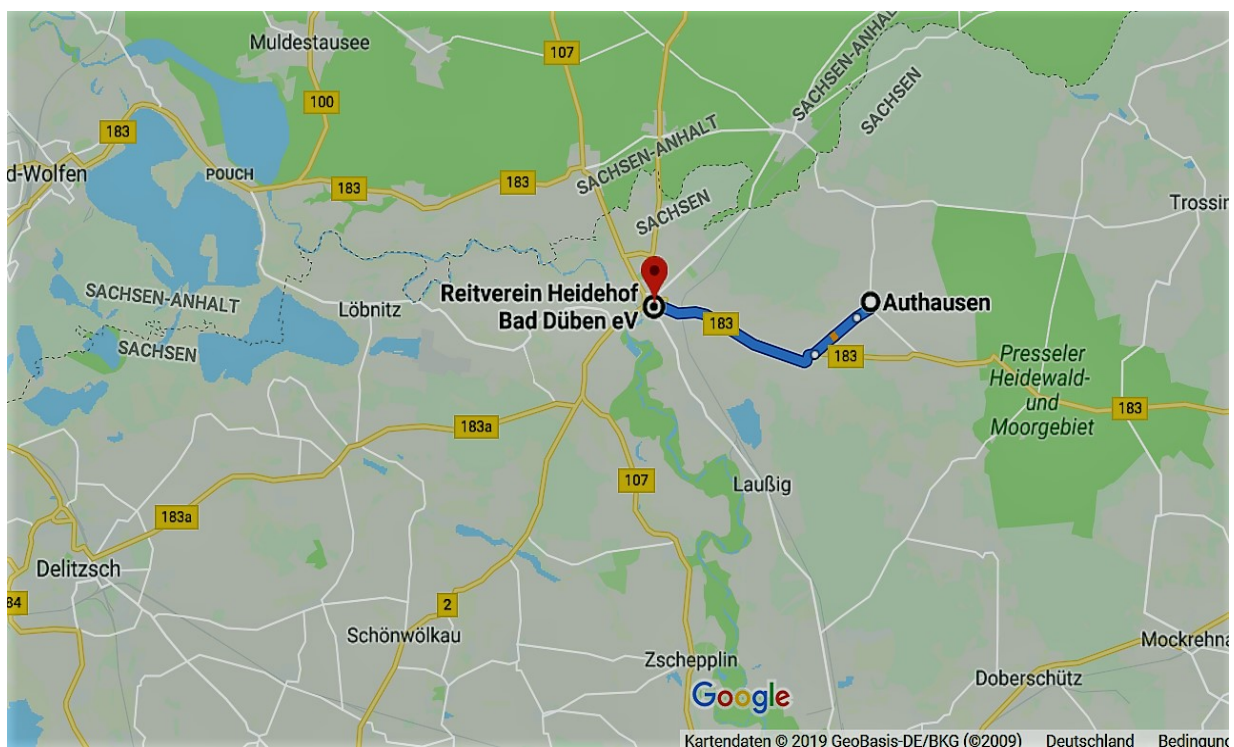 Muldestausee
107
100
183
d-Wolfen
POUCH
183
183
SACHSEN-ANHALT
SACHSEN
SACHSEN-ANHALT
SACHSEN
Trossin
SACHSEN-ANHALT
SACHSEN
Löbnitz
Reitverein Heidehof
Bad Düben eV
Authausen
183
183
Presseler
Heidewald-
und
Moorgebiet
183
183a
107
Laußig
183a
Delitzsch
84
2
Schönwölkau
Zschepplin
Mockrehna
Doberschütz
Google
Kartendaten © 2019 GeoBasis-DE/BKG (©2009) Deutschland Bedingung